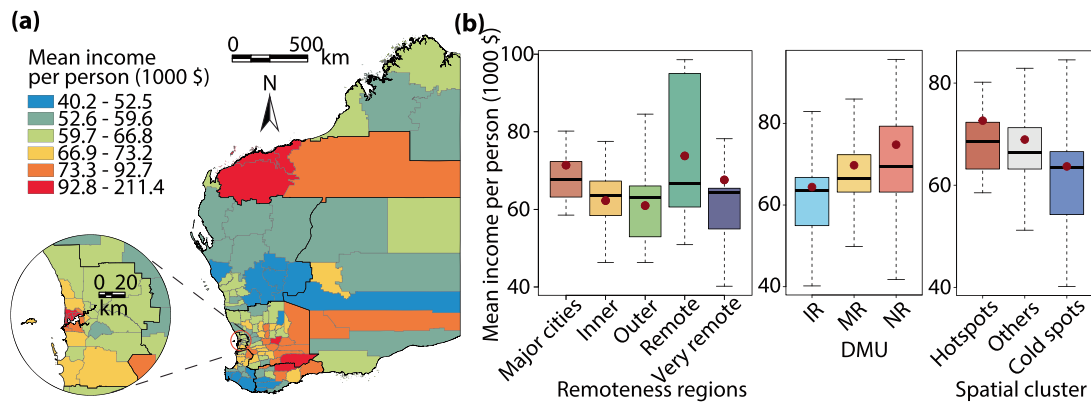 (a)
0 500
km
N
Mean income
per person (1000 $)
40.2 - 52.5
52.6 - 59.6
59.7 - 66.8
66.9 - 73.2
73.3 - 92.7
92.8 - 211.4
0 20
km
(b)
Mean income per person (1000 $)
100
80
60
40
Major cities
Inner
Outer
Remote
Very remote
Remoteness regions
80
60
40
IR
MR
NR
DMU
80
60
40
Hotspots
Others
Cold spots
Spatial cluster